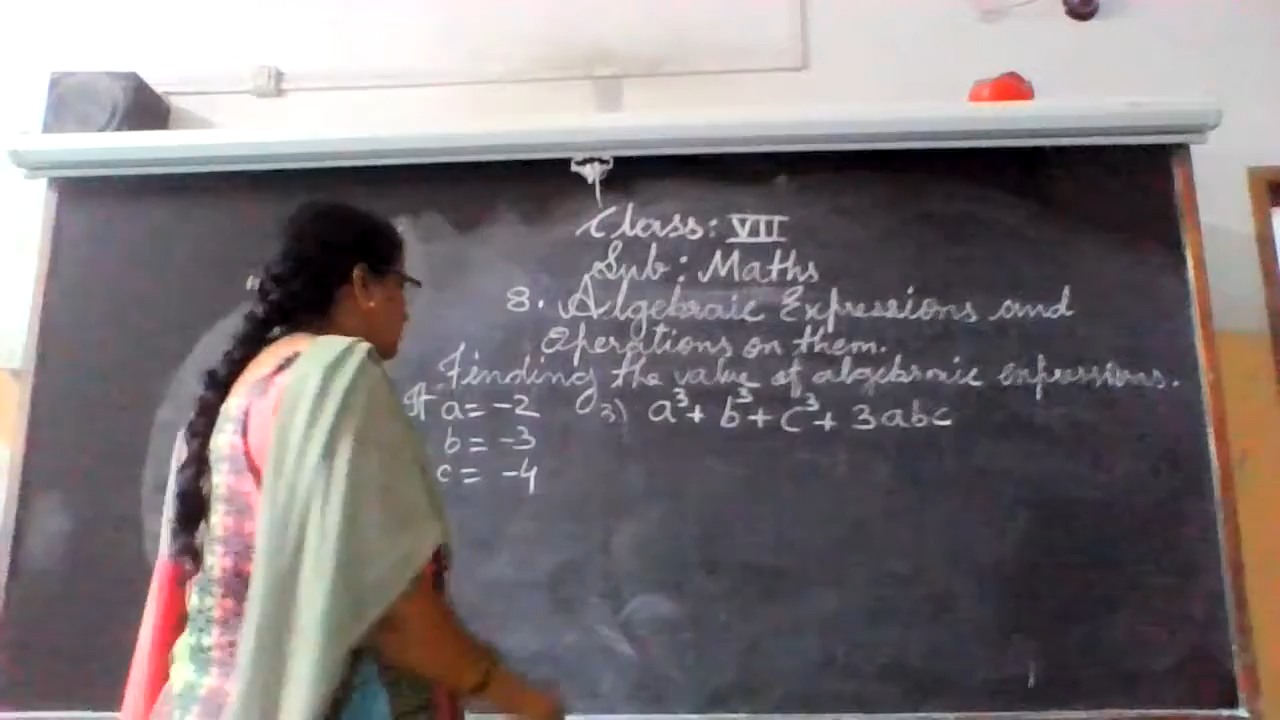 Class: VII
Sub: Maths
8. Algebraic Expressions and
Operations on them.
Finding the value of algebraic expressions.
If a = -2 3) a³ + b³ + c³ + 3abc
b = -3
c = -4